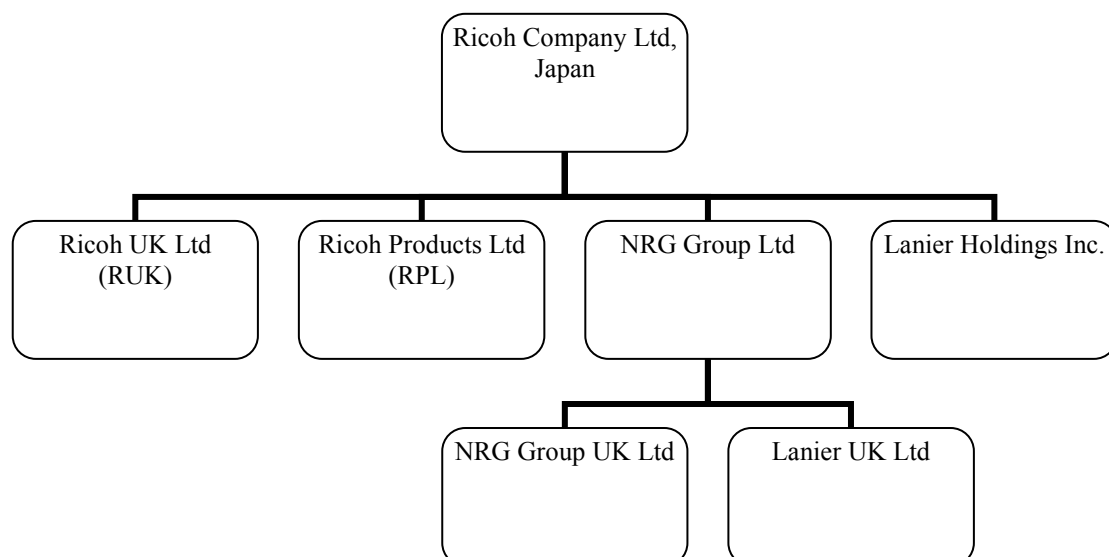 Ricoh Company Ltd,
Japan
Ricoh UK Ltd
(RUK)
Ricoh Products Ltd
(RPL)
NRG Group Ltd
Lanier Holdings Inc.
NRG Group UK Ltd
Lanier UK Ltd